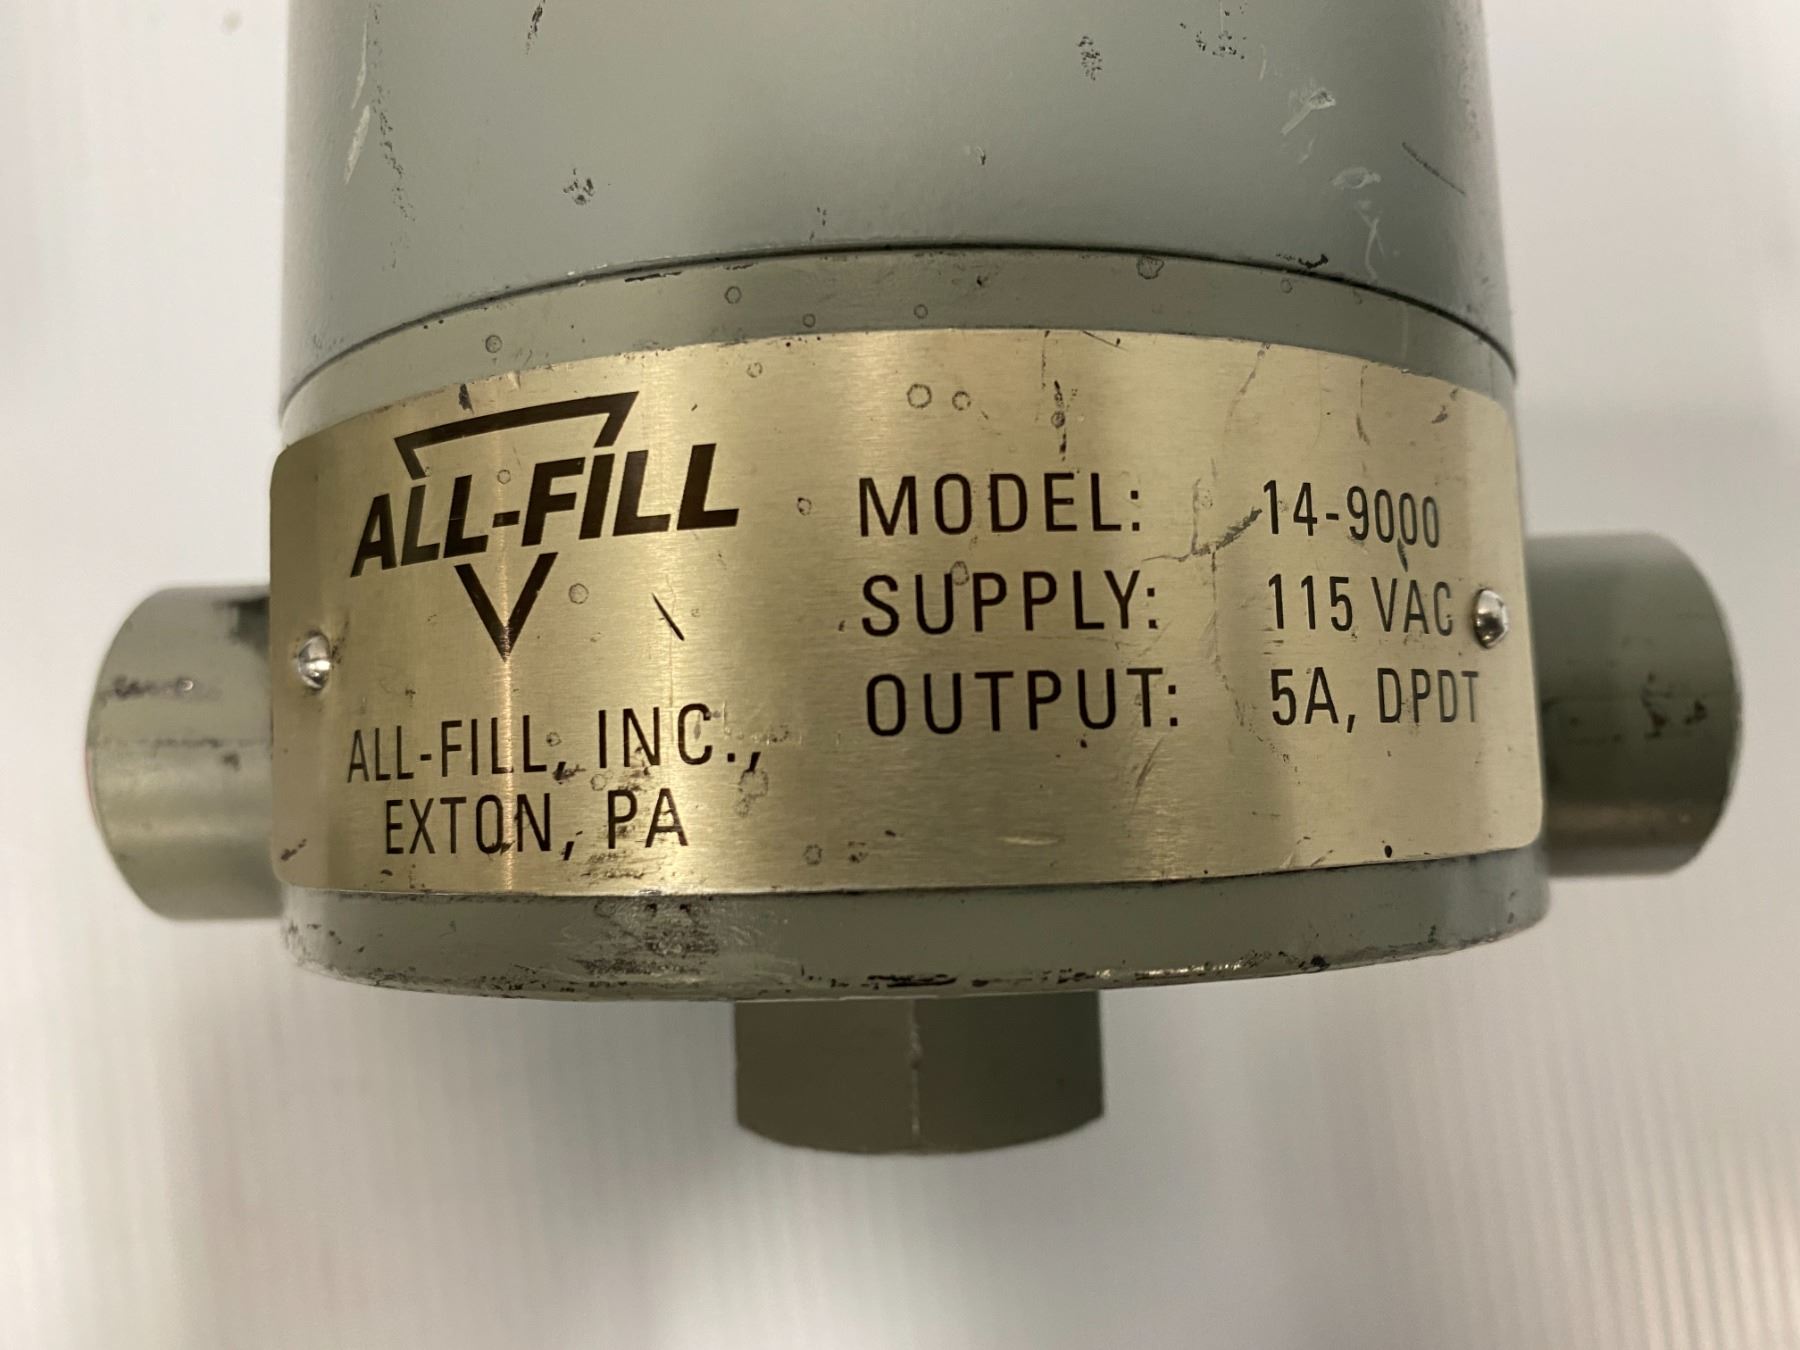 ALL-FILL
ALL-FILL, INC.,
EXTON, PA
MODEL: 14-9000
SUPPLY: 115 VAC
OUTPUT: 5A, DPDT